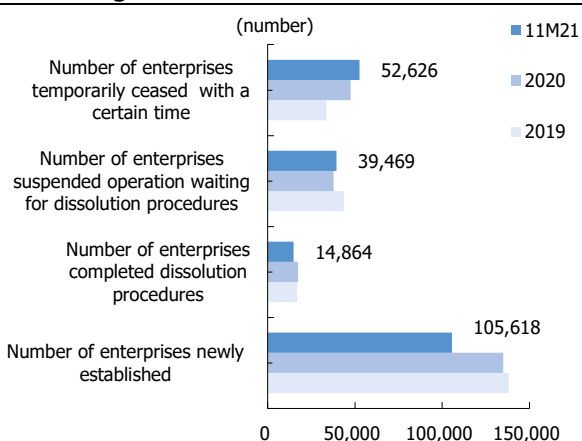 (number)
11M21
2020
2019
Number of enterprises
temporarily ceased with a
certain time
52,626
Number of enterprises
suspended operation waiting
for dissolution procedures
39,469
Number of enterprises
completed dissolution
procedures
14,864
Number of enterprises newly
established
105,618
0 50,000 100,000 150,000